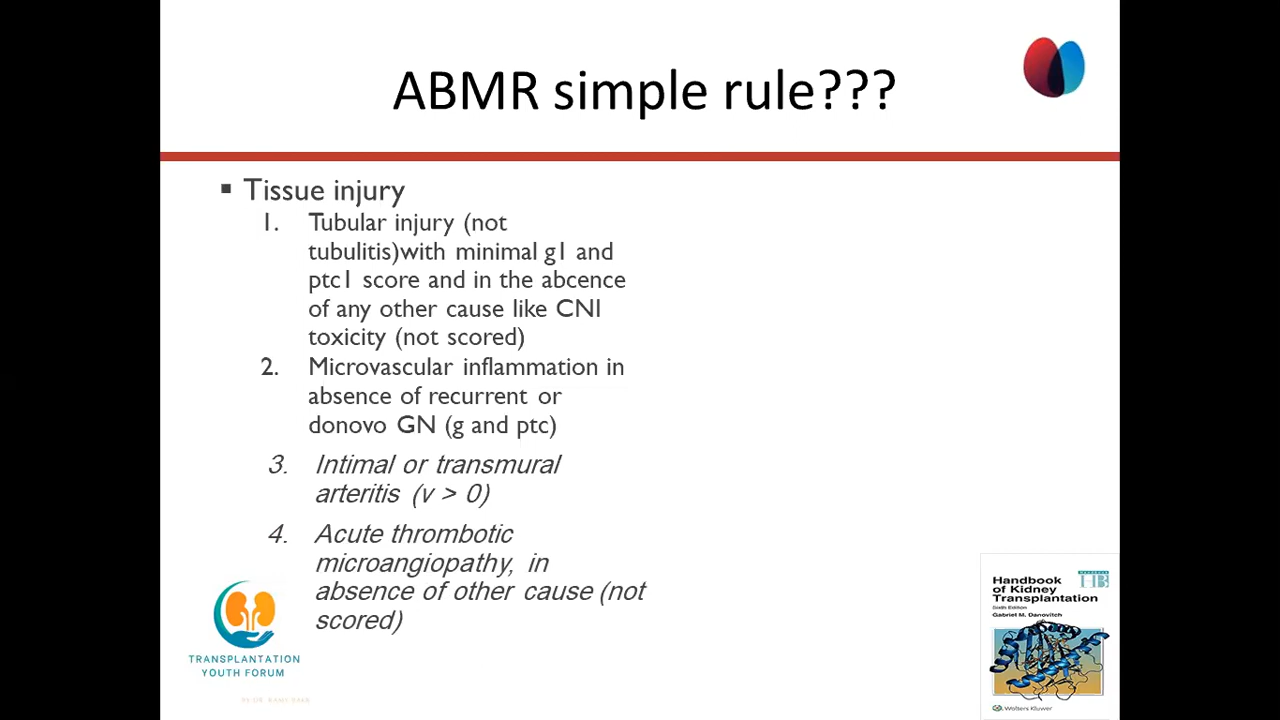 ABMR simple rule???
▪ Tissue injury
1. Tubular injury (not
tubulitis)with minimal g1 and
ptc1 score and in the abcence
of any other cause like CNI
toxicity (not scored)
2. Microvascular inflammation in
absence of recurrent or
donovo GN (g and ptc)
3. Intimal or transmural
arteritis (v > 0)
4. Acute thrombotic
microangiopathy, in
absence of other cause (not
scored)
TRANSPLANTATION
YOUTH FORUM
HB
Handbook
of Kidney
Transplantation
Sixth Edition
Gabriel M. Danovitch
Wolters Kluwer